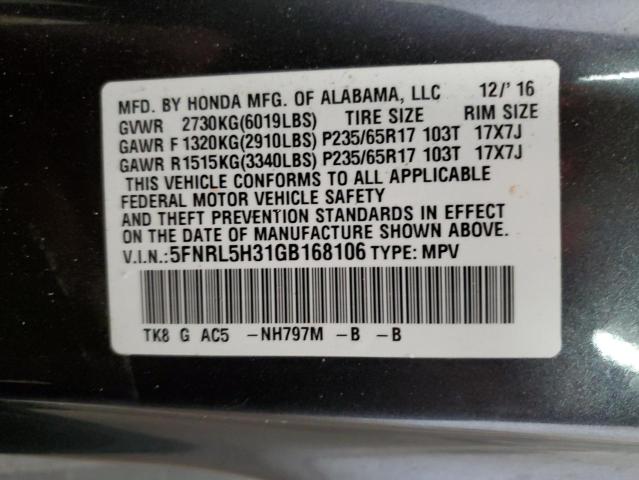 MFD. BY HONDA MFG. OF ALABAMA, LLC 12/' 16
GVWR 2730KG(6019LBS) TIRE SIZE RIM SIZE
GAWR F 1320KG(2910LBS) P235/65R17 103T 17X7J
GAWR R 1515KG(3340LBS) P235/65R17 103T 17X7J
THIS VEHICLE CONFORMS TO ALL APPLICABLE
FEDERAL MOTOR VEHICLE SAFETY
AND THEFT PREVENTION STANDARDS IN EFFECT
ON THE DATE OF MANUFACTURE SHOWN ABOVE.
V.I.N.: 5FNRL5H31GB168106 TYPE: MPV
TK8 G AC5 -NH797M -B -B